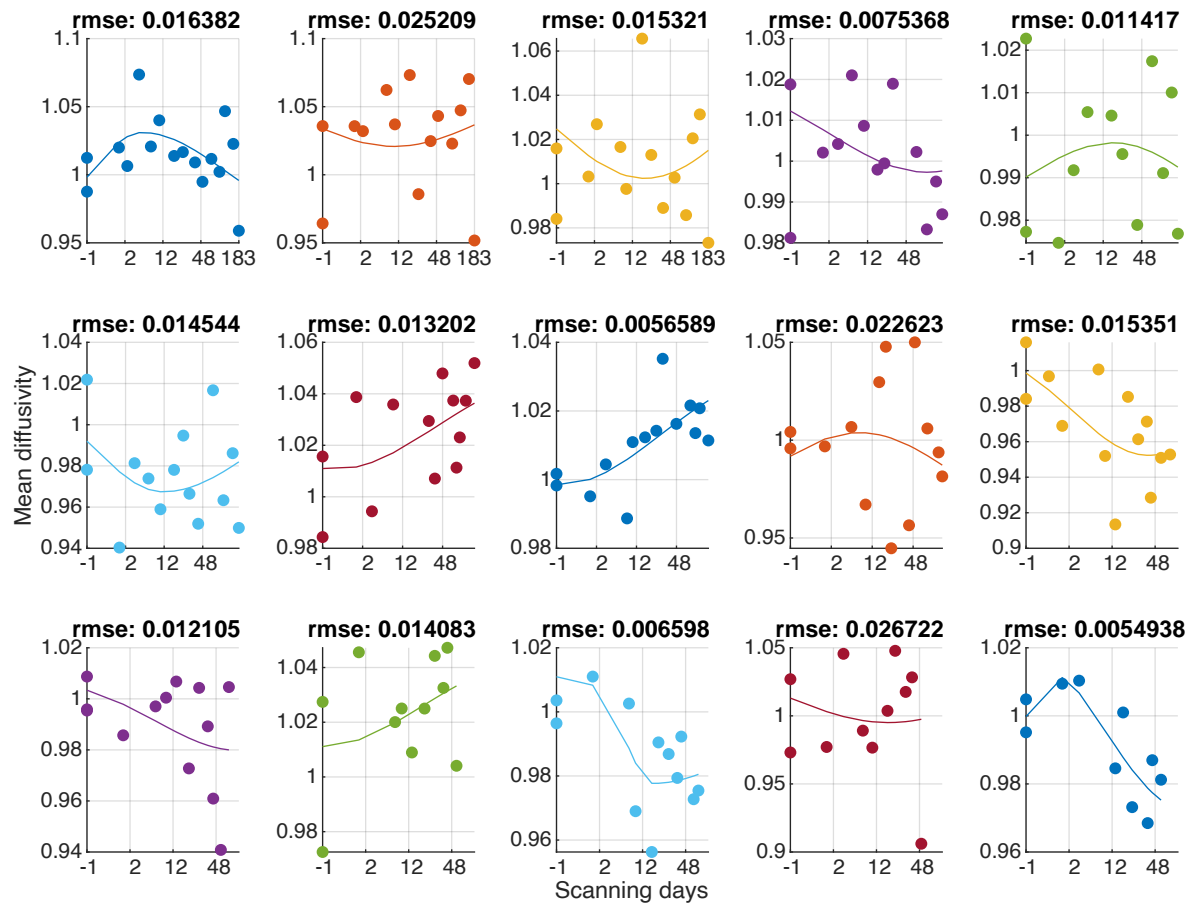 rmse: 0.016382
rmse: 0.025209
rmse: 0.015321
rmse: 0.0075368
rmse: 0.011417
1.1
1.05
1
0.95
-1 2 12 48 183
1.1
1.05
1
0.95
-1 2 12 48 183
1.06
1.04
1.02
1
0.98
-1 2 12 48 183
1.03
1.02
1.01
1
0.99
0.98
-1 2 12 48
1.02
1.01
1
0.99
0.98
-1 2 12 48
rmse: 0.014544
rmse: 0.013202
rmse: 0.0056589
rmse: 0.022623
rmse: 0.015351
Mean diffusivity
1.04
1.02
1
0.98
0.96
0.94
-1 2 12 48
1.06
1.04
1.02
1
0.98
-1 2 12 48
1.04
1.02
1
0.98
-1 2 12 48
1.05
1
0.95
-1 2 12 48
1
0.98
0.96
0.94
0.92
0.9
-1 2 12 48
rmse: 0.012105
rmse: 0.014083
rmse: 0.006598
rmse: 0.026722
rmse: 0.0054938
1.02
1
0.98
0.96
0.94
-1 2 12 48
1.04
1.02
1
0.98
-1 2 12 48
1.02
1
0.98
0.96
-1 2 12 48
1.05
1
0.95
0.9
-1 2 12 48
1.02
1
0.98
0.96
-1 2 12 48
Scanning days